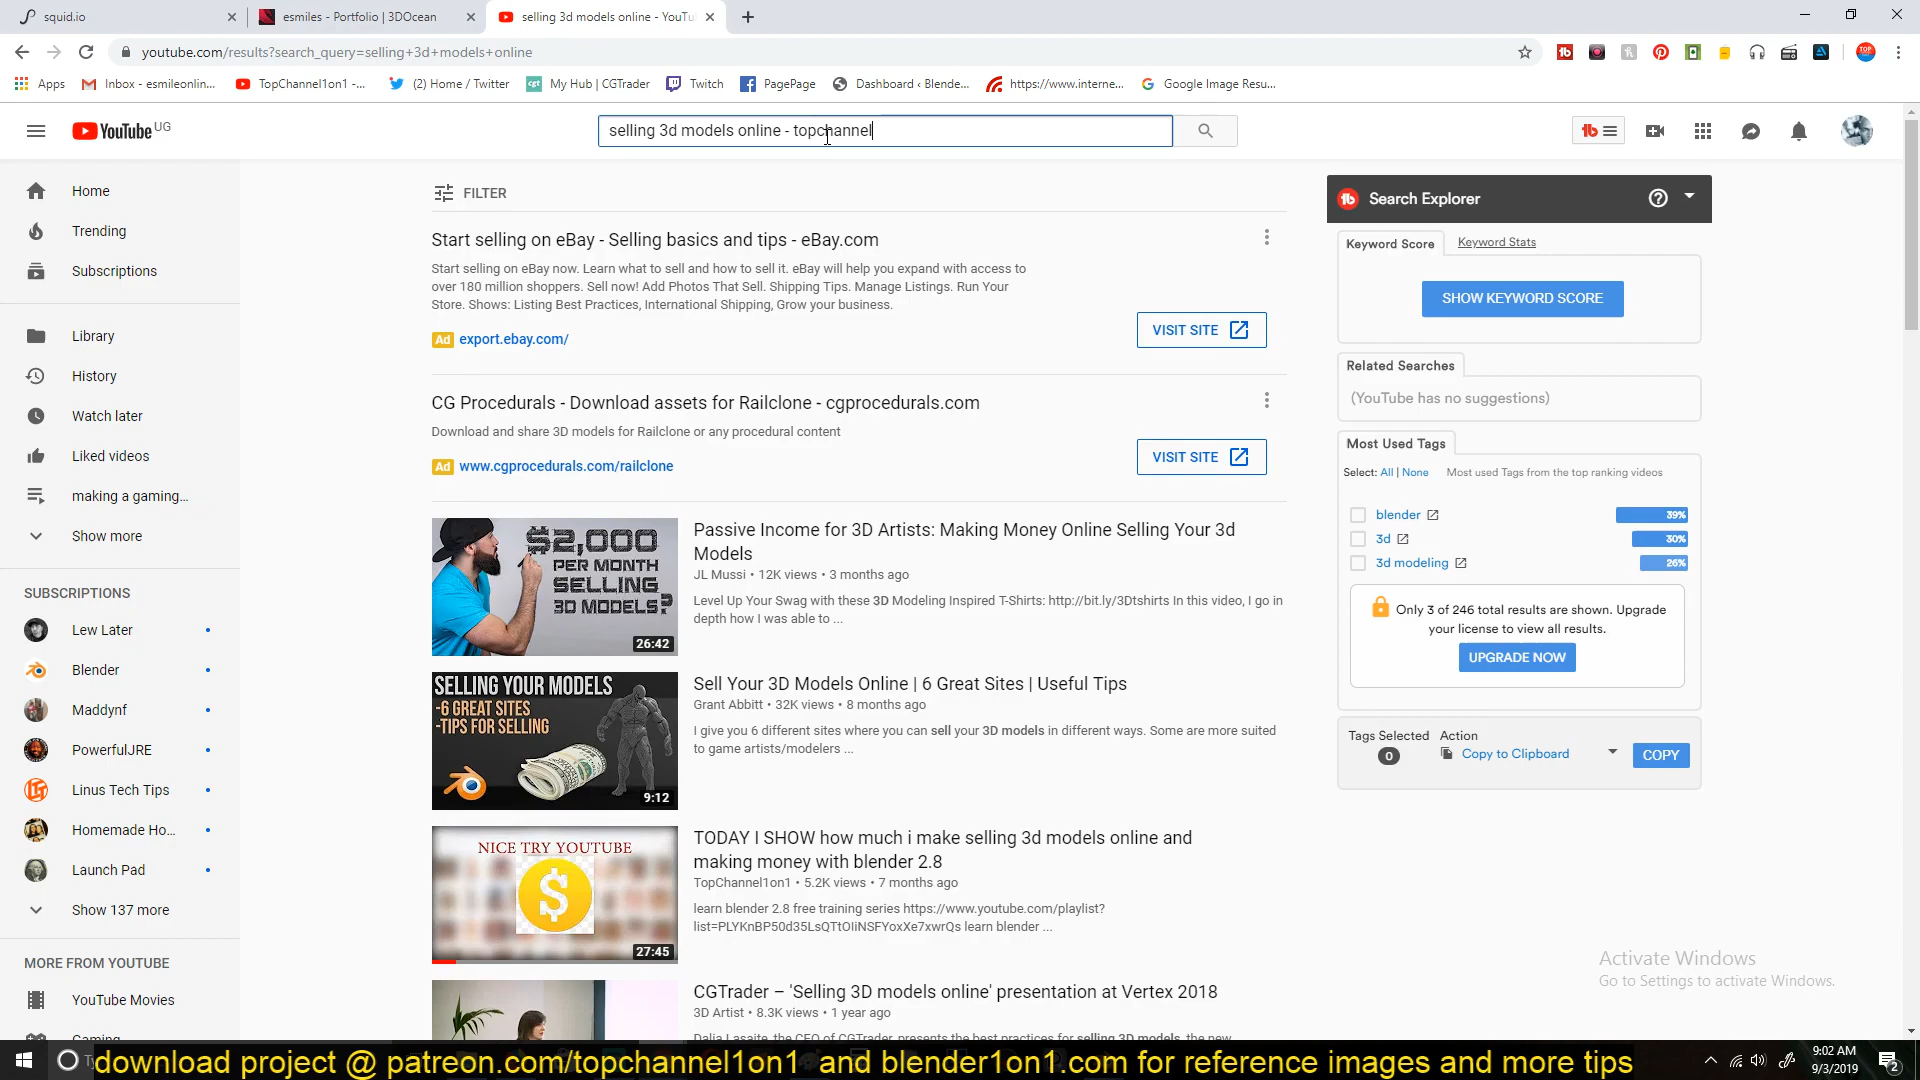 squid.io
esmiles - Portfolio | 3DOcean
selling 3d models online - YouTu
youtube.com/results?search_query=selling+3d+models+online
Apps
Inbox - esmileonlin...
TopChannel1on1 -...
(2) Home / Twitter
My Hub | CGTrader
Twitch
PagePage
Dashboard ‹ Blende...
https://www.interne...
Google Image Resu...
YouTube UG
selling 3d models online - topchannel
Home
Trending
Subscriptions
Library
History
Watch later
Liked videos
making a gaming...
Show more
SUBSCRIPTIONS
Lew Later
Blender
Maddynf
PowerfulJRE
Linus Tech Tips
Homemade Ho...
Launch Pad
Show 137 more
MORE FROM YOUTUBE
YouTube Movies
FILTER
Start selling on eBay - Selling basics and tips - eBay.com
Start selling on eBay now. Learn what to sell and how to sell it. eBay will help you expand with access to
over 180 million shoppers. Sell now! Add Photos That Sell. Shipping Tips. Manage Listings. Run Your
Store. Shows: Listing Best Practices, International Shipping, Grow your business.
Ad export.ebay.com/
VISIT SITE
CG Procedurals - Download assets for Railclone - cgprocedurals.com
Download and share 3D models for Railclone or any procedural content
Ad www.cgprocedurals.com/railclone
VISIT SITE
$2,000
PER MONTH
SELLING
3D MODELS?
26:42
Passive Income for 3D Artists: Making Money Online Selling Your 3d
Models
JL Mussi • 12K views • 3 months ago
Level Up Your Swag with these 3D Modeling Inspired T-Shirts: http://bit.ly/3Dtshirts In this video, I go in
depth how I was able to ...
SELLING YOUR MODELS
-6 GREAT SITES
-TIPS FOR SELLING
9:12
Sell Your 3D Models Online | 6 Great Sites | Useful Tips
Grant Abbitt • 32K views • 8 months ago
I give you 6 different sites where you can sell your 3D models in different ways. Some are more suited
to game artists/modelers ...
NICE TRY YOUTUBE
27:45
TODAY I SHOW how much i make selling 3d models online and
making money with blender 2.8
TopChannel1on1 • 5.2K views • 7 months ago
learn blender 2.8 free training series https://www.youtube.com/playlist?
list=PLYKnBP50d35LsQTtOIiNSFYoxXe7xwrQs learn blender ...
CGTrader – 'Selling 3D models online' presentation at Vertex 2018
3D Artist • 8.3K views • 1 year ago
Search Explorer
Keyword Score
Keyword Stats
SHOW KEYWORD SCORE
Related Searches
(YouTube has no suggestions)
Most Used Tags
Select: All | None
Most used Tags from the top ranking videos
blender
39%
3d
30%
3d modeling
26%
Only 3 of 246 total results are shown. Upgrade
your license to view all results.
UPGRADE NOW
Tags Selected
0
Action
Copy to Clipboard
COPY
Activate Windows
Go to Settings to activate Windows.
download project @ patreon.com/topchannel1on1 and blender1on1.com for reference images and more tips
9:02 AM
9/3/2019
2